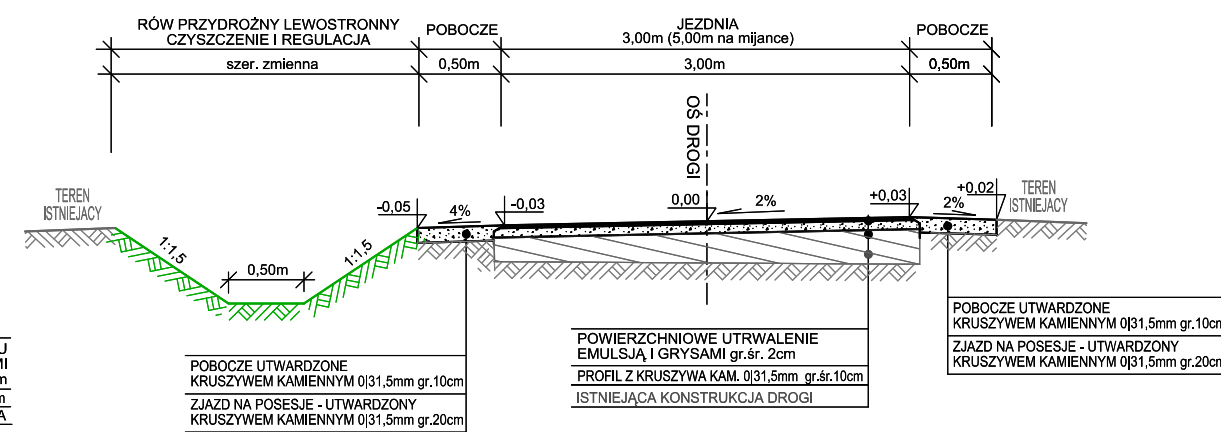 RÓW PRZYDROŻNY LEWOSTRONNY
CZYSZCZENIE I REGULACJA
POBOCZE
JEZDNIA
3,00m (5,00m na mijance)
POBOCZE
szer. zmienna
0,50m
3,00m
0,50m
OŚ DROGI
TEREN
ISTNIEJACY
1:1,5
0,50m
1:1,5
-0,05
4%
-0,03
0,00
2%
+0,03
2%
+0,02
TEREN
ISTNIEJACY
U
MI
m
m
A
POBOCZE UTWARDZONE
KRUSZYWEM KAMIENNYM 0|31,5mm gr.10cm
ZJAZD NA POSESJE - UTWARDZONY
KRUSZYWEM KAMIENNYM 0|31,5mm gr.20cm
POWIERZCHNIOWE UTRWALENIE
EMULSJĄ I GRYSAMI gr.śr. 2cm
PROFIL Z KRUSZYWA KAM. 0|31,5mm gr.śr.10cm
ISTNIEJĄCA KONSTRUKCJA DROGI
POBOCZE UTWARDZONE
KRUSZYWEM KAMIENNYM 0|31,5mm gr.10cm
ZJAZD NA POSESJE - UTWARDZONY
KRUSZYWEM KAMIENNYM 0|31,5mm gr.20cm